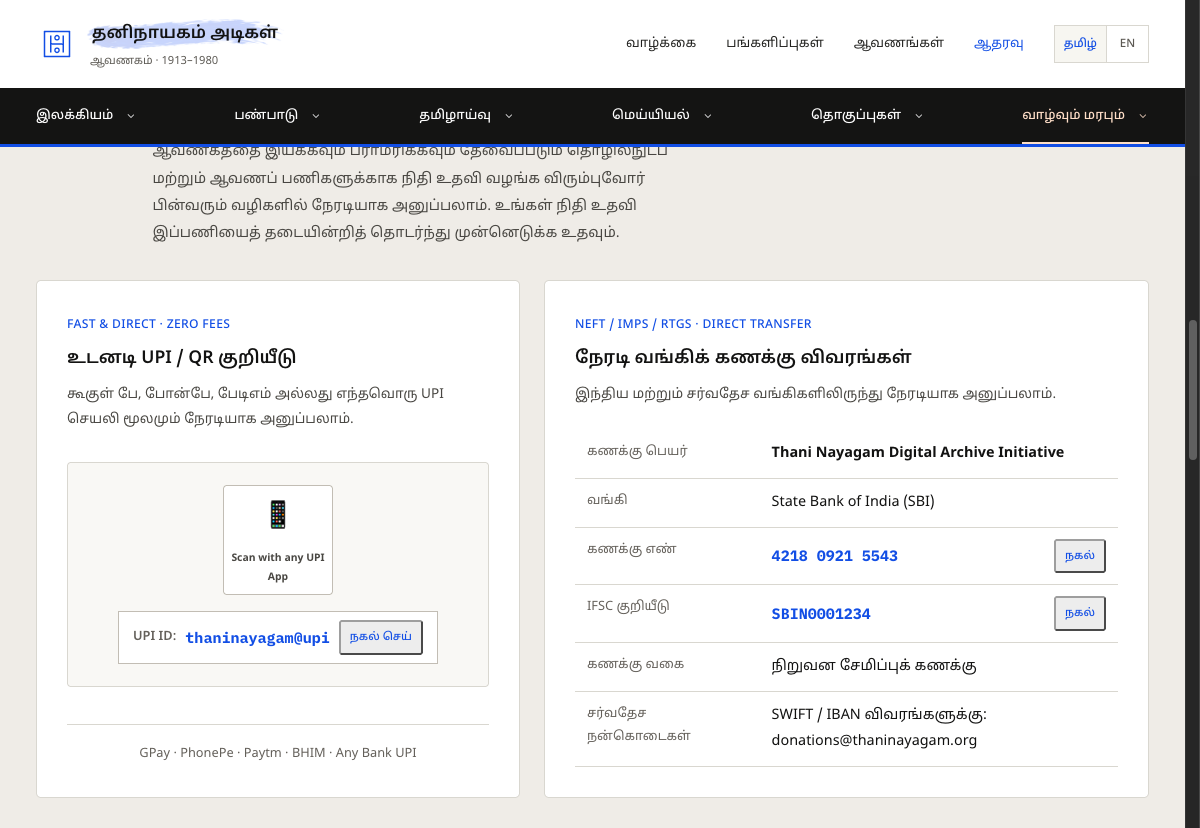 தனிநாயகம் அடிகள்
ஆவணகம் · 1913–1980
வாழ்க்கை பங்களிப்புகள் ஆவணங்கள் ஆதரவு தமிழ் EN
இலக்கியம் பண்பாடு தமிழாய்வு மெய்யியல் தொகுப்புகள் வாழ்வும் மரபும்
ஆவணகத்தை இயக்கவும் பராமரிக்கவும் தேவைப்படும் தொழில்நுட்ப
மற்றும் ஆவணப் பணிகளுக்காக நிதி உதவி வழங்க விரும்புவோர்
பின்வரும் வழிகளில் நேரடியாக அனுப்பலாம். உங்கள் நிதி உதவி
இப்பணியைத் தடையின்றித் தொடர்ந்து முன்னெடுக்க உதவும்.
FAST & DIRECT · ZERO FEES
உடனடி UPI / QR குறியீடு
கூகுள் பே, போன்பே, பேடிஎம் அல்லது எந்தவொரு UPI
செயலி மூலமும் நேரடியாக அனுப்பலாம்.
Scan with any UPI
App
UPI ID: thaninayagam@upi நகல் செய்
GPay · PhonePe · Paytm · BHIM · Any Bank UPI
NEFT / IMPS / RTGS · DIRECT TRANSFER
நேரடி வங்கிக் கணக்கு விவரங்கள்
இந்திய மற்றும் சர்வதேச வங்கிகளிலிருந்து நேரடியாக அனுப்பலாம்.
கணக்கு பெயர் Thani Nayagam Digital Archive Initiative
வங்கி State Bank of India (SBI)
கணக்கு எண் 4218 0921 5543 நகல்
IFSC குறியீடு SBIN0001234 நகல்
கணக்கு வகை நிறுவன சேமிப்புக் கணக்கு
சர்வதேச SWIFT / IBAN விவரங்களுக்கு:
நன்கொடைகள் donations@thaninayagam.org